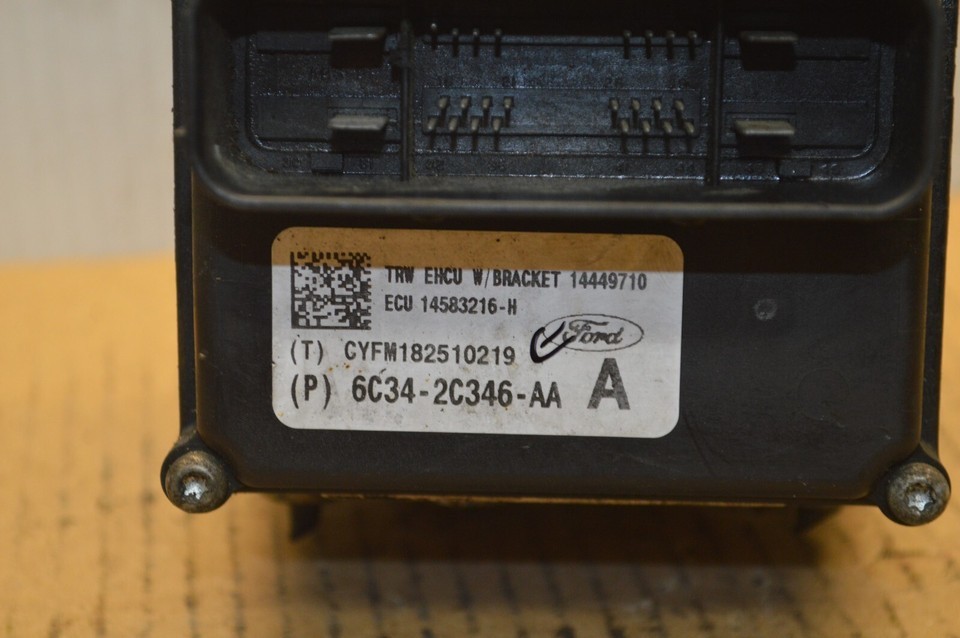 TRW EHCU W/BRACKET 14449710
ECU 14583216-H
Ford
(T) CYFM182510219
(P) 6C34-2C346-AA A